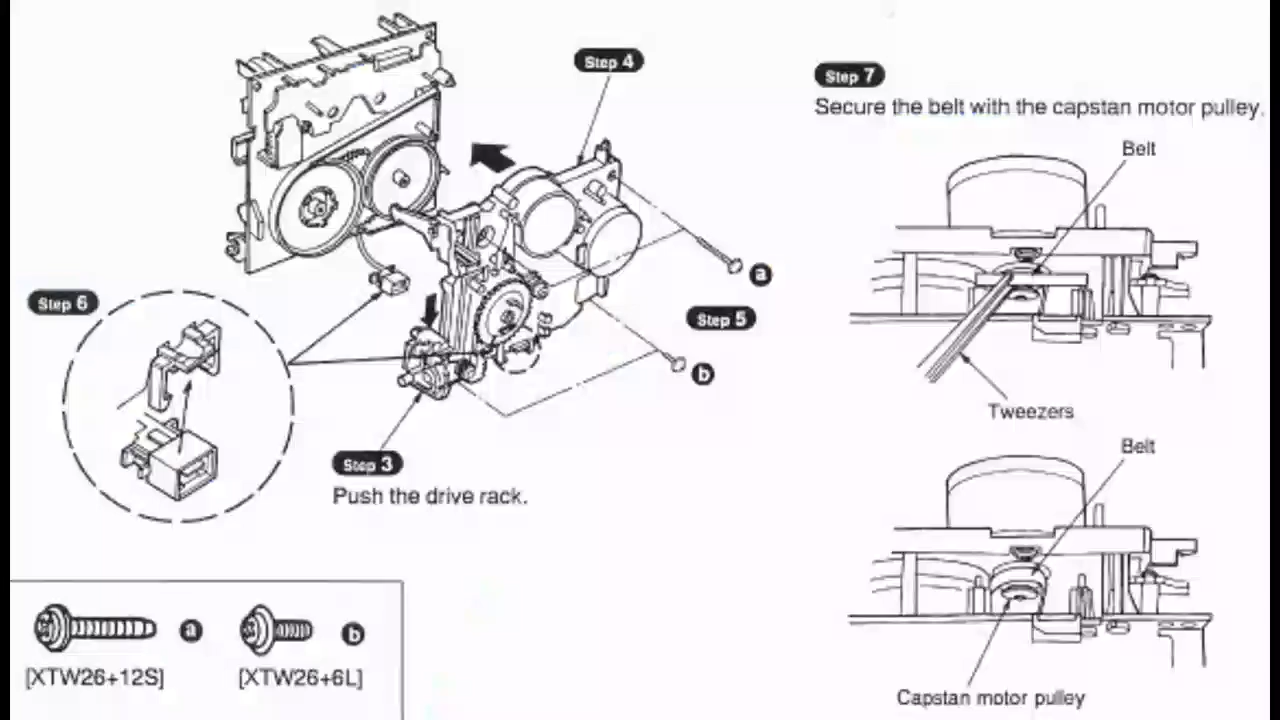 Step 4
Step 7
Secure the belt with the capstan motor pulley.
Belt
a
Step 6
Step 5
b
Tweezers
Belt
Step 3
Push the drive rack.
a
b
[XTW26+12S]
[XTW26+6L]
Capstan motor pulley